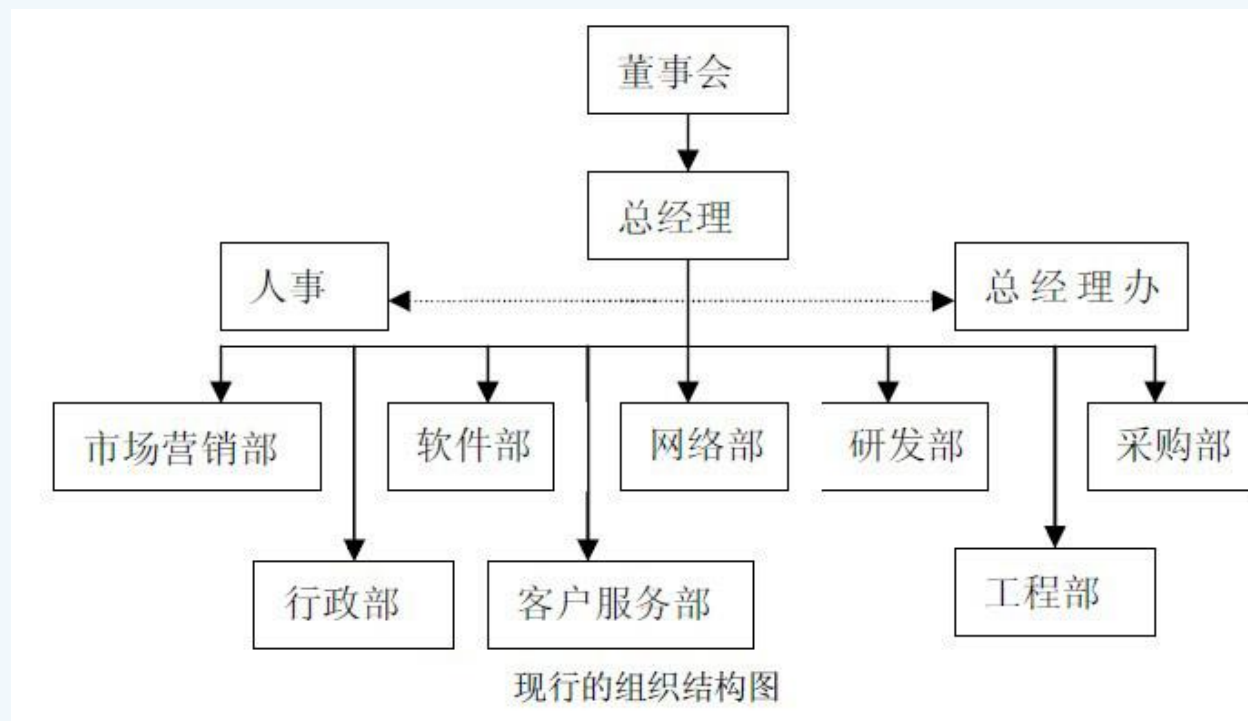 董事会
总经理
人事
总经理办
市场营销部
软件部
网络部
研发部
采购部
行政部
客户服务部
工程部
现行的组织结构图